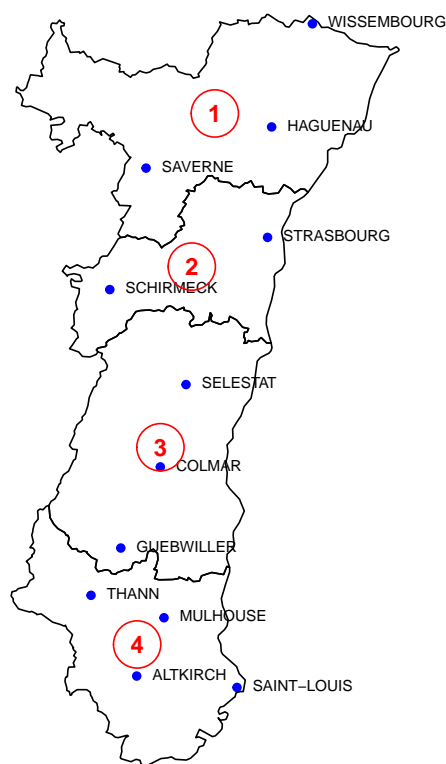 WISSEMBOURG
1
HAGUENAU
SAVERNE
STRASBOURG
2
SCHIRMECK
SELESTAT
3
COLMAR
GUEBWILLER
THANN
MULHOUSE
4
ALTKIRCH
SAINT–LOUIS